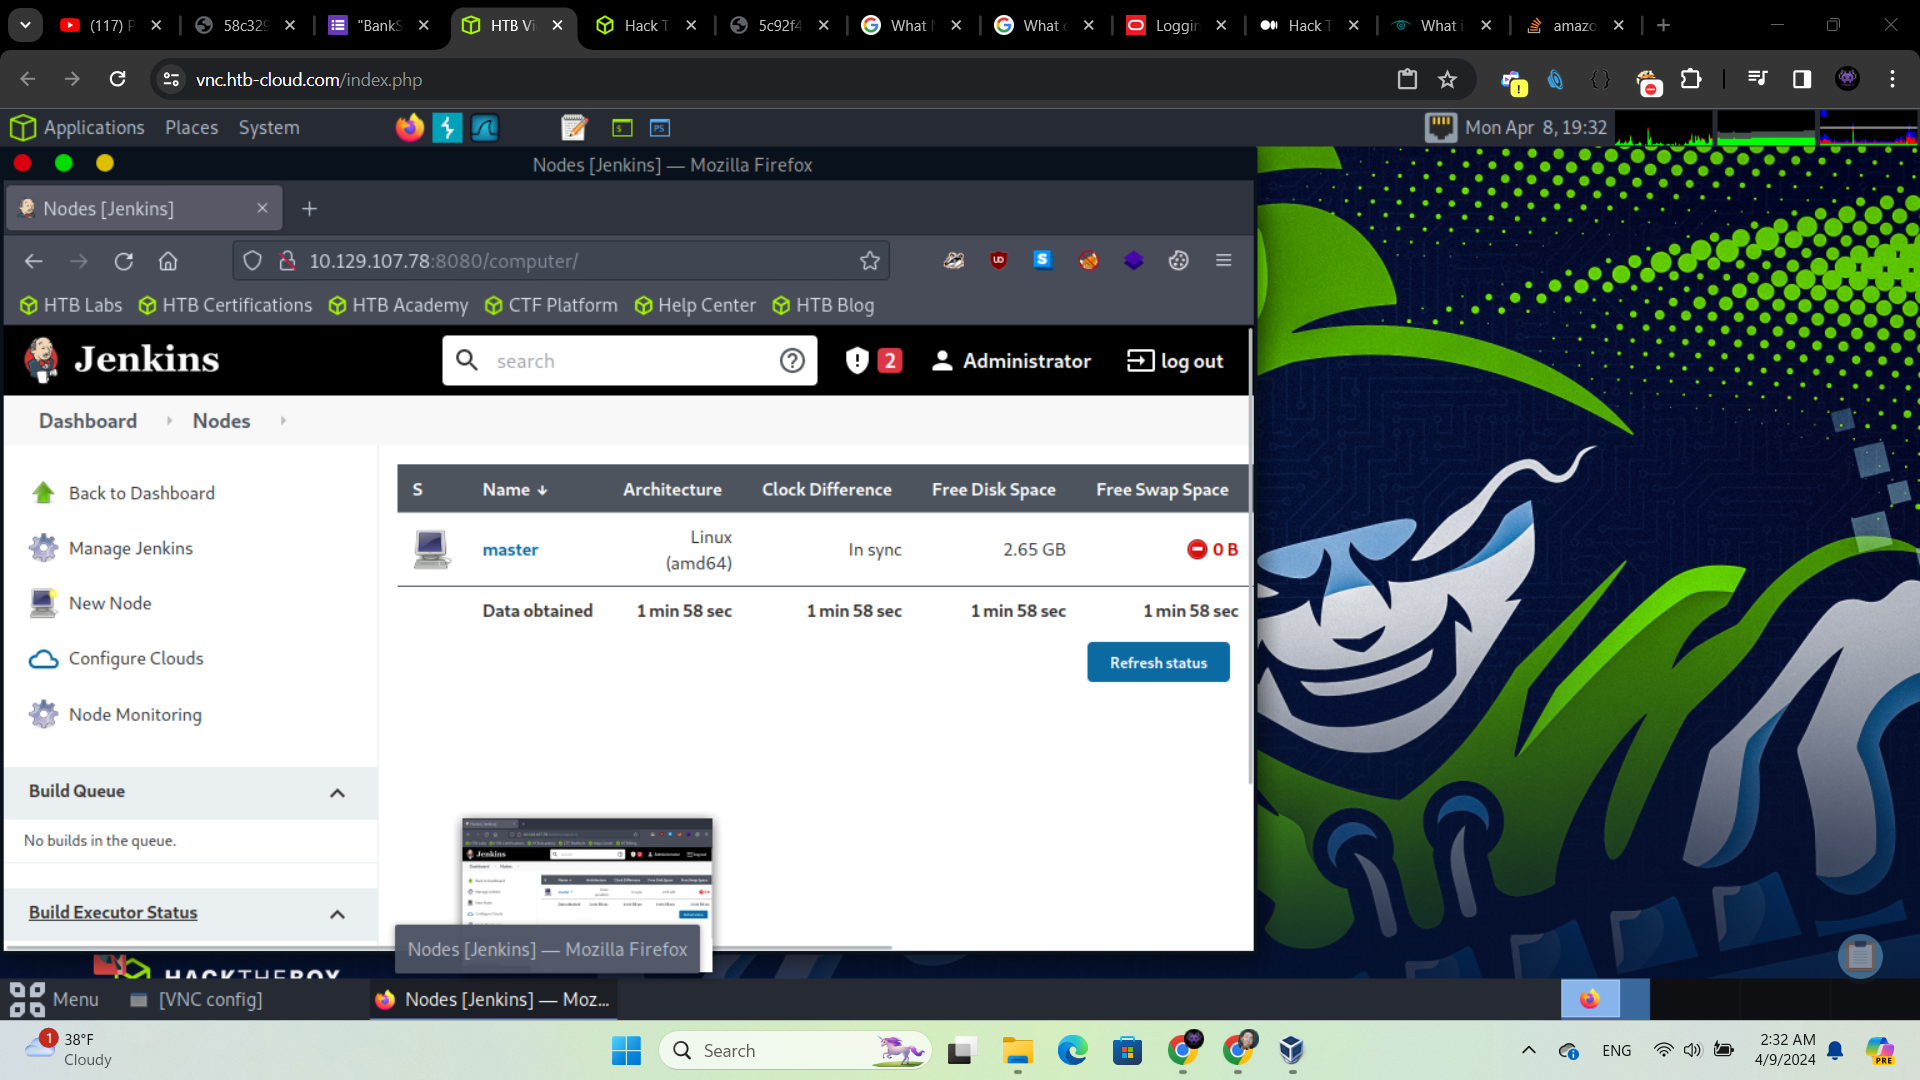 (117) P
58c329
"BankS
HTB Vi
Hack T
5c92f4
What
What
Loggin
Hack T
What i
amazo
vnc.htb-cloud.com/index.php
Applications Places System
Mon Apr 8, 19:32
Nodes [Jenkins] — Mozilla Firefox
Nodes [Jenkins]
10.129.107.78:8080/computer/
HTB Labs HTB Certifications HTB Academy CTF Platform Help Center HTB Blog
Jenkins
search
2
Administrator
log out
Dashboard Nodes
Back to Dashboard
Manage Jenkins
New Node
Configure Clouds
Node Monitoring
S Name ↓ Architecture Clock Difference Free Disk Space Free Swap Space
master Linux (amd64) In sync 2.65 GB 0 B
Data obtained 1 min 58 sec 1 min 58 sec 1 min 58 sec 1 min 58 sec
Refresh status
Build Queue
No builds in the queue.
Build Executor Status
Nodes [Jenkins] — Mozilla Firefox
HACKTHEBOX
Menu
[VNC config]
Nodes [Jenkins] — Moz...
1
38°F
Cloudy
Search
ENG
2:32 AM
4/9/2024
PRE